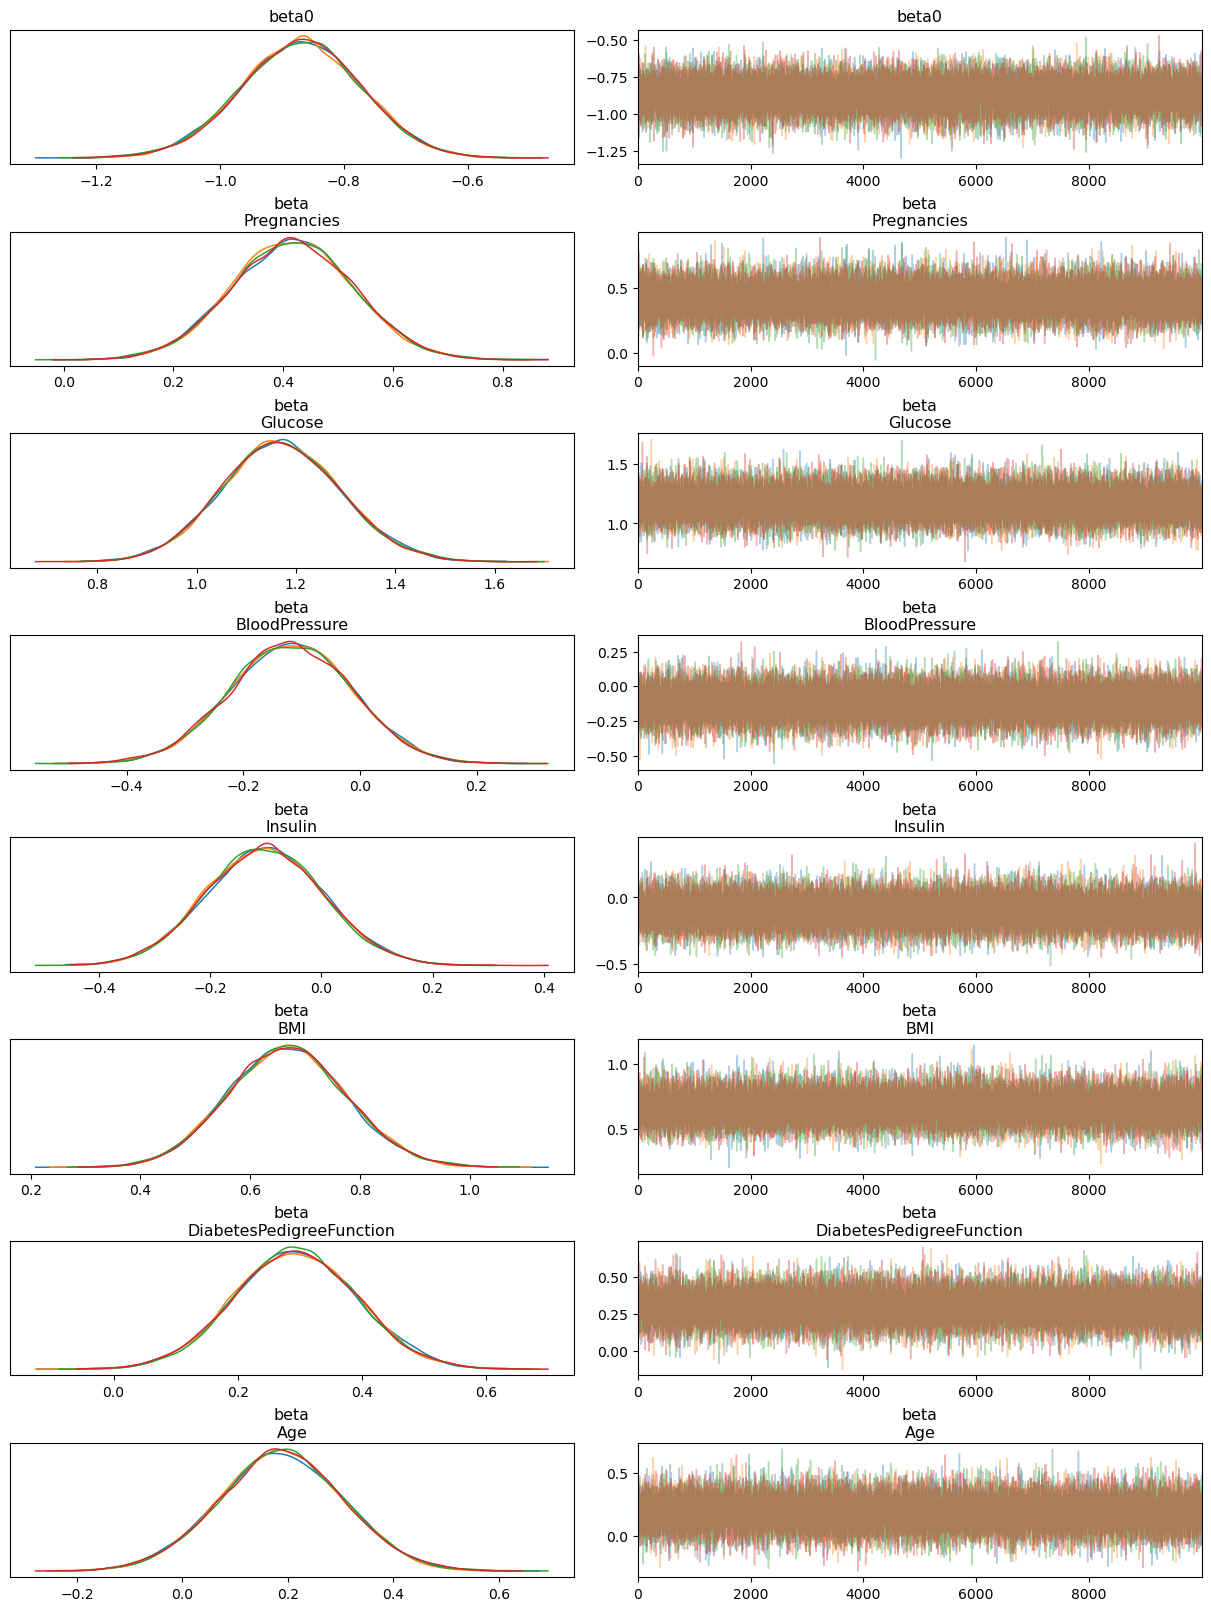 beta0
−1.2 −1.0 −0.8 −0.6
beta0
−0.50
−0.75
−1.00
−1.25
0 2000 4000 6000 8000
beta
Pregnancies
0.0 0.2 0.4 0.6 0.8
beta
Pregnancies
0.5
0.0
0 2000 4000 6000 8000
beta
Glucose
0.8 1.0 1.2 1.4 1.6
beta
Glucose
1.5
1.0
0 2000 4000 6000 8000
beta
BloodPressure
−0.4 −0.2 0.0 0.2
beta
BloodPressure
0.25
0.00
−0.25
−0.50
0 2000 4000 6000 8000
beta
Insulin
−0.4 −0.2 0.0 0.2 0.4
beta
Insulin
0.0
−0.5
0 2000 4000 6000 8000
beta
BMI
0.2 0.4 0.6 0.8 1.0
beta
BMI
1.0
0.5
0 2000 4000 6000 8000
beta
DiabetesPedigreeFunction
0.0 0.2 0.4 0.6
beta
DiabetesPedigreeFunction
0.50
0.25
0.00
0 2000 4000 6000 8000
beta
Age
−0.2 0.0 0.2 0.4 0.6
beta
Age
0.5
0.0
0 2000 4000 6000 8000